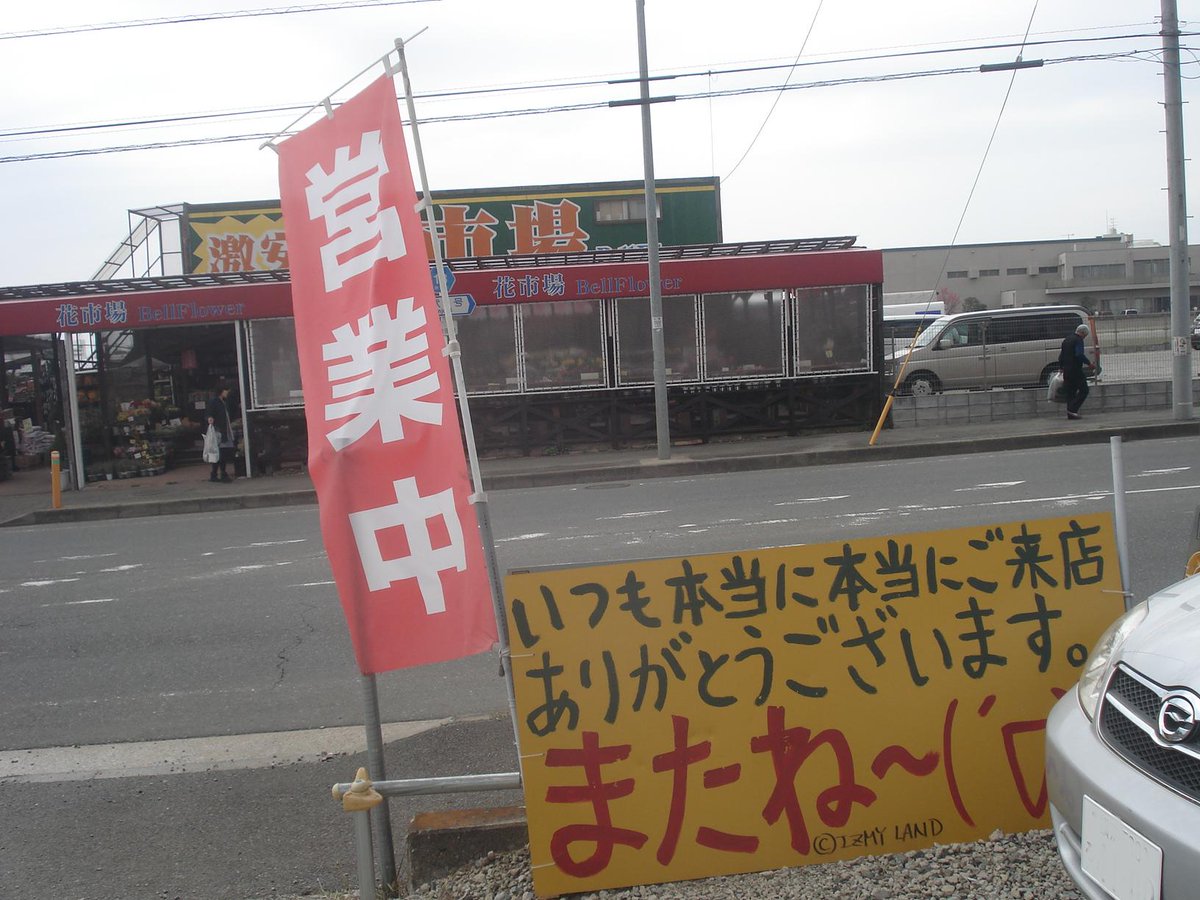 営業中
激安
市場
花市場 BellFlower
花市場 BellFlower
号
いつも本当に本当にご来店
ありがとうございます。
またね〜(´
©IZMY LAND